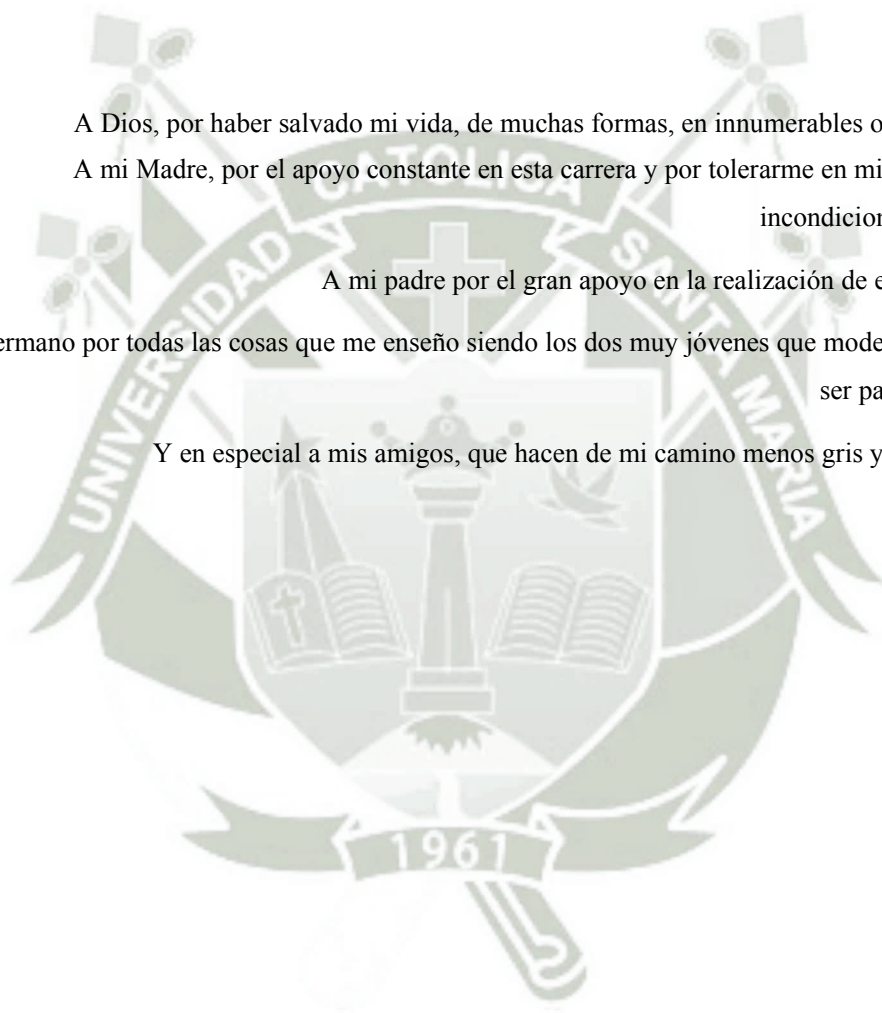 A Dios, por haber salvado mi vida, de muchas formas, en innumerables
A mi Madre, por el apoyo constante en esta carrera y por tolerarme en
A mi padre por el gran apoyo en la realización de
por todas las cosas que me enseño siendo los dos muy jóvenes que
ser
Y en especial a mis amigos, que hacen de mi camino menos gris y
UNIVERSIDAD CATOLICA SANTA MARIA
1961